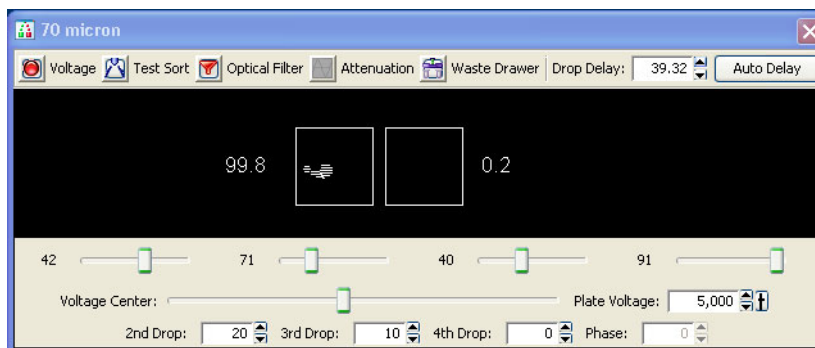 70 micron
Voltage Test Sort Optical Filter Attenuation Waste Drawer Drop Delay: 39.32 Auto Delay
99.8 0.2
42 71 40 91
Voltage Center: Plate Voltage: 5,000
2nd Drop: 20 3rd Drop: 10 4th Drop: 0 Phase: 0